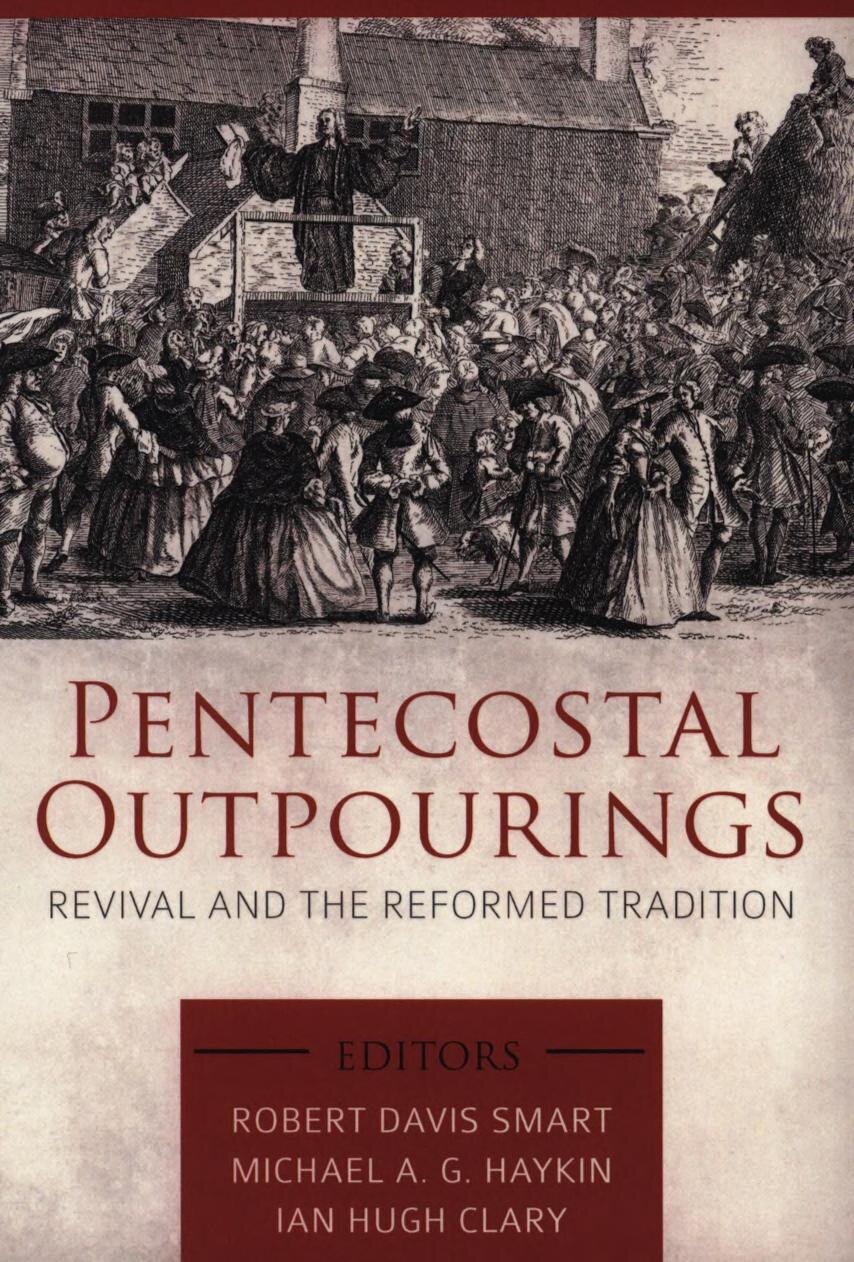 PENTECOSTAL
OUTPOURINGS
REVIVAL AND THE REFORMED TRADITION
EDITORS
ROBERT DAVIS SMART
MICHAEL A. G. HAYKIN
IAN HUGH CLARY